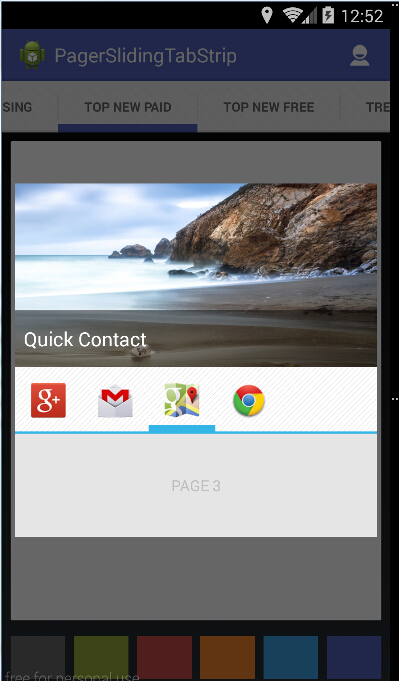 12:52
PagerSlidingTabStrip
SING
TOP NEW PAID
TOP NEW FREE
TRE
Quick Contact
g+
g
PAGE 3
free for personal use